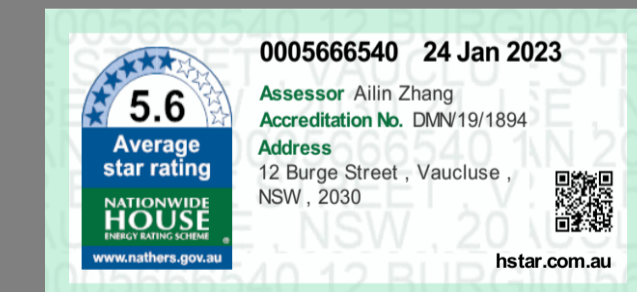 0005666540 24 Jan 2023
5.6
Average
star rating
NATIONWIDE
HOUSE
ENERGY RATING SCHEME
www.nathers.gov.au
Assessor Ailin Zhang
Accreditation No. DMN/19/1894
Address
12 Burge Street , Vaucluse ,
NSW , 2030
hstar.com.au